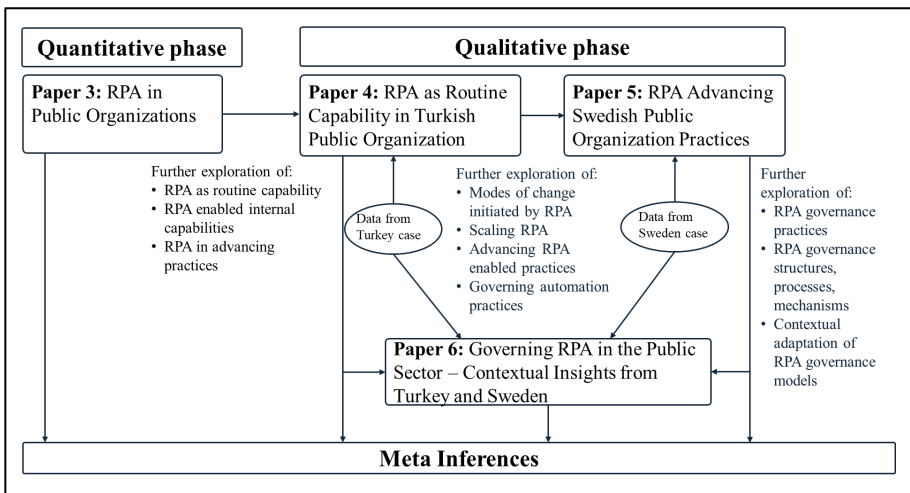 Quantitative phase
Qualitative phase
Paper 3: RPA in
Public Organizations
Paper 4: RPA as Routine
Capability in Turkish
Public Organization
Paper 5: RPA Advancing
Swedish Public
Organization Practices
Further exploration of:
• RPA as routine capability
• RPA enabled internal
capabilities
• RPA in advancing
practices
Data from
Turkey case
Further exploration of:
• Modes of change
initiated by RPA
• Scaling RPA
• Advancing RPA
enabled practices
• Governing automation
practices
Data from
Sweden case
Further
exploration of:
• RPA governance
practices
• RPA governance
structures,
processes,
mechanisms
• Contextual
adaptation of
RPA governance
models
Paper 6: Governing RPA in the Public
Sector – Contextual Insights from
Turkey and Sweden
Meta Inferences